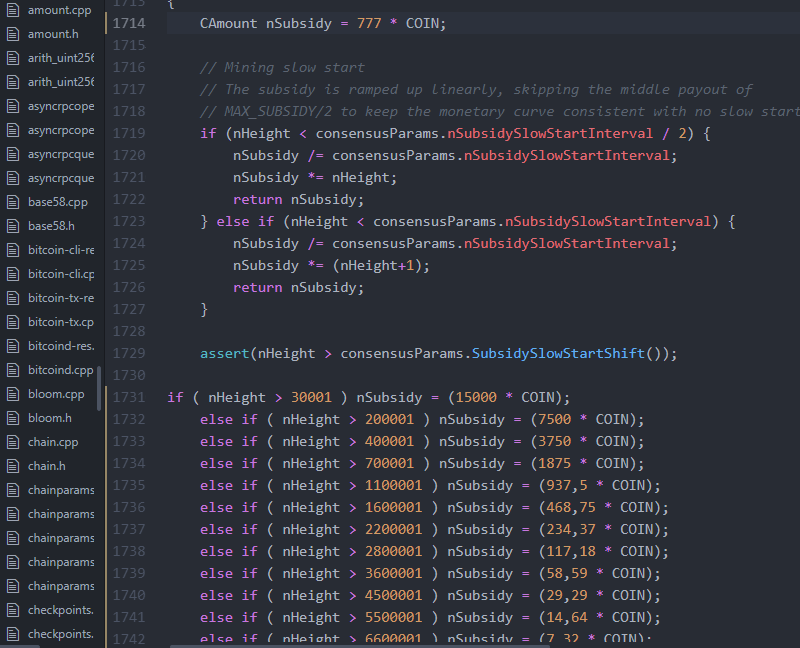 amount.cpp
amount.h
arith_uint256
arith_uint256
asyncrpcope
asyncrpcope
asyncrpcque
asyncrpcque
base58.cpp
base58.h
bitcoin-cli-re
bitcoin-cli.cp
bitcoin-tx-re
bitcoin-tx.cp
bitcoind-res.
bitcoind.cpp
bloom.cpp
bloom.h
chain.cpp
chain.h
chainparams
chainparams
chainparams
chainparams
chainparams
checkpoints.
checkpoints.
1713 {
1714 CAmount nSubsidy = 777 * COIN;
1715
1716 // Mining slow start
1717 // The subsidy is ramped up linearly, skipping the middle payout of
1718 // MAX_SUBSIDY/2 to keep the monetary curve consistent with no slow start
1719 if (nHeight < consensusParams.nSubsidySlowStartInterval / 2) {
1720 nSubsidy /= consensusParams.nSubsidySlowStartInterval;
1721 nSubsidy *= nHeight;
1722 return nSubsidy;
1723 } else if (nHeight < consensusParams.nSubsidySlowStartInterval) {
1724 nSubsidy /= consensusParams.nSubsidySlowStartInterval;
1725 nSubsidy *= (nHeight+1);
1726 return nSubsidy;
1727 }
1728
1729 assert(nHeight > consensusParams.SubsidySlowStartShift());
1730
1731 if ( nHeight > 30001 ) nSubsidy = (15000 * COIN);
1732 else if ( nHeight > 200001 ) nSubsidy = (7500 * COIN);
1733 else if ( nHeight > 400001 ) nSubsidy = (3750 * COIN);
1734 else if ( nHeight > 700001 ) nSubsidy = (1875 * COIN);
1735 else if ( nHeight > 1100001 ) nSubsidy = (937,5 * COIN);
1736 else if ( nHeight > 1600001 ) nSubsidy = (468,75 * COIN);
1737 else if ( nHeight > 2200001 ) nSubsidy = (234,37 * COIN);
1738 else if ( nHeight > 2800001 ) nSubsidy = (117,18 * COIN);
1739 else if ( nHeight > 3600001 ) nSubsidy = (58,59 * COIN);
1740 else if ( nHeight > 4500001 ) nSubsidy = (29,29 * COIN);
1741 else if ( nHeight > 5500001 ) nSubsidy = (14,64 * COIN);
1742 else if ( nHeight > 6600001 ) nSubsidy = (7,32 * COIN);